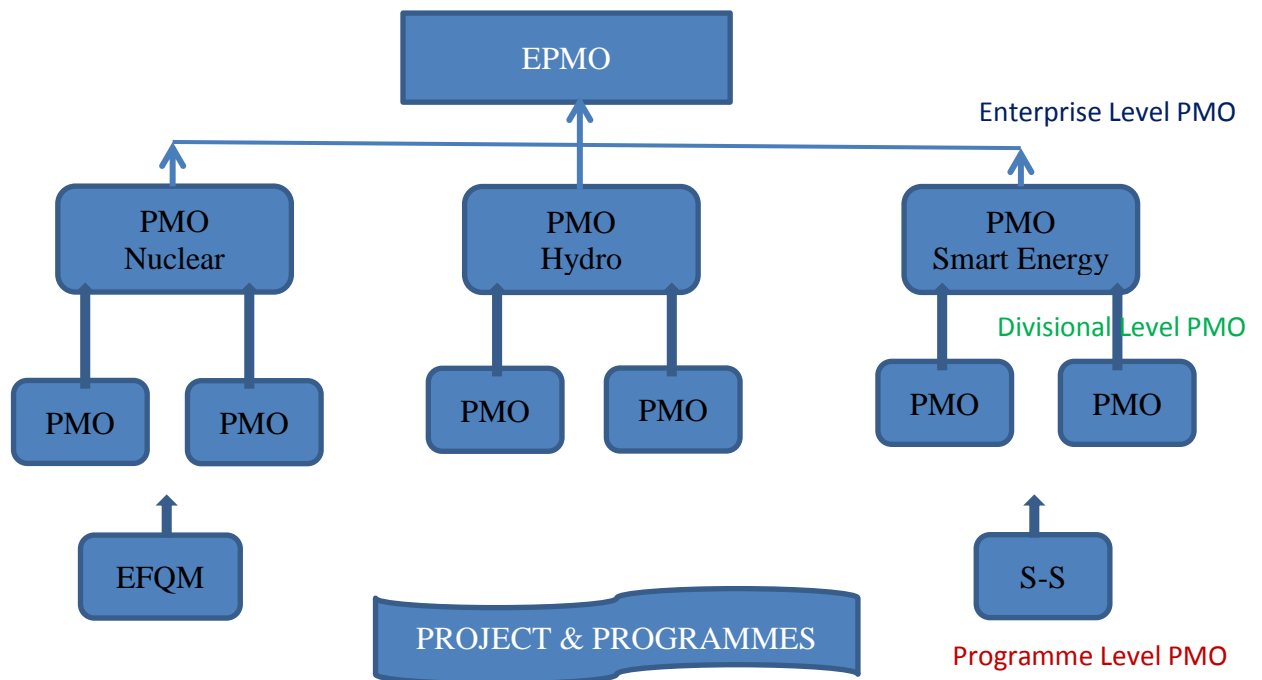 EPMO
Enterprise Level PMO
PMO
Nuclear
PMO
Hydro
PMO
Smart Energy
Divisional Level PMO
PMO
PMO
PMO
PMO
PMO
PMO
EFQM
S-S
PROJECT & PROGRAMMES
Programme Level PMO